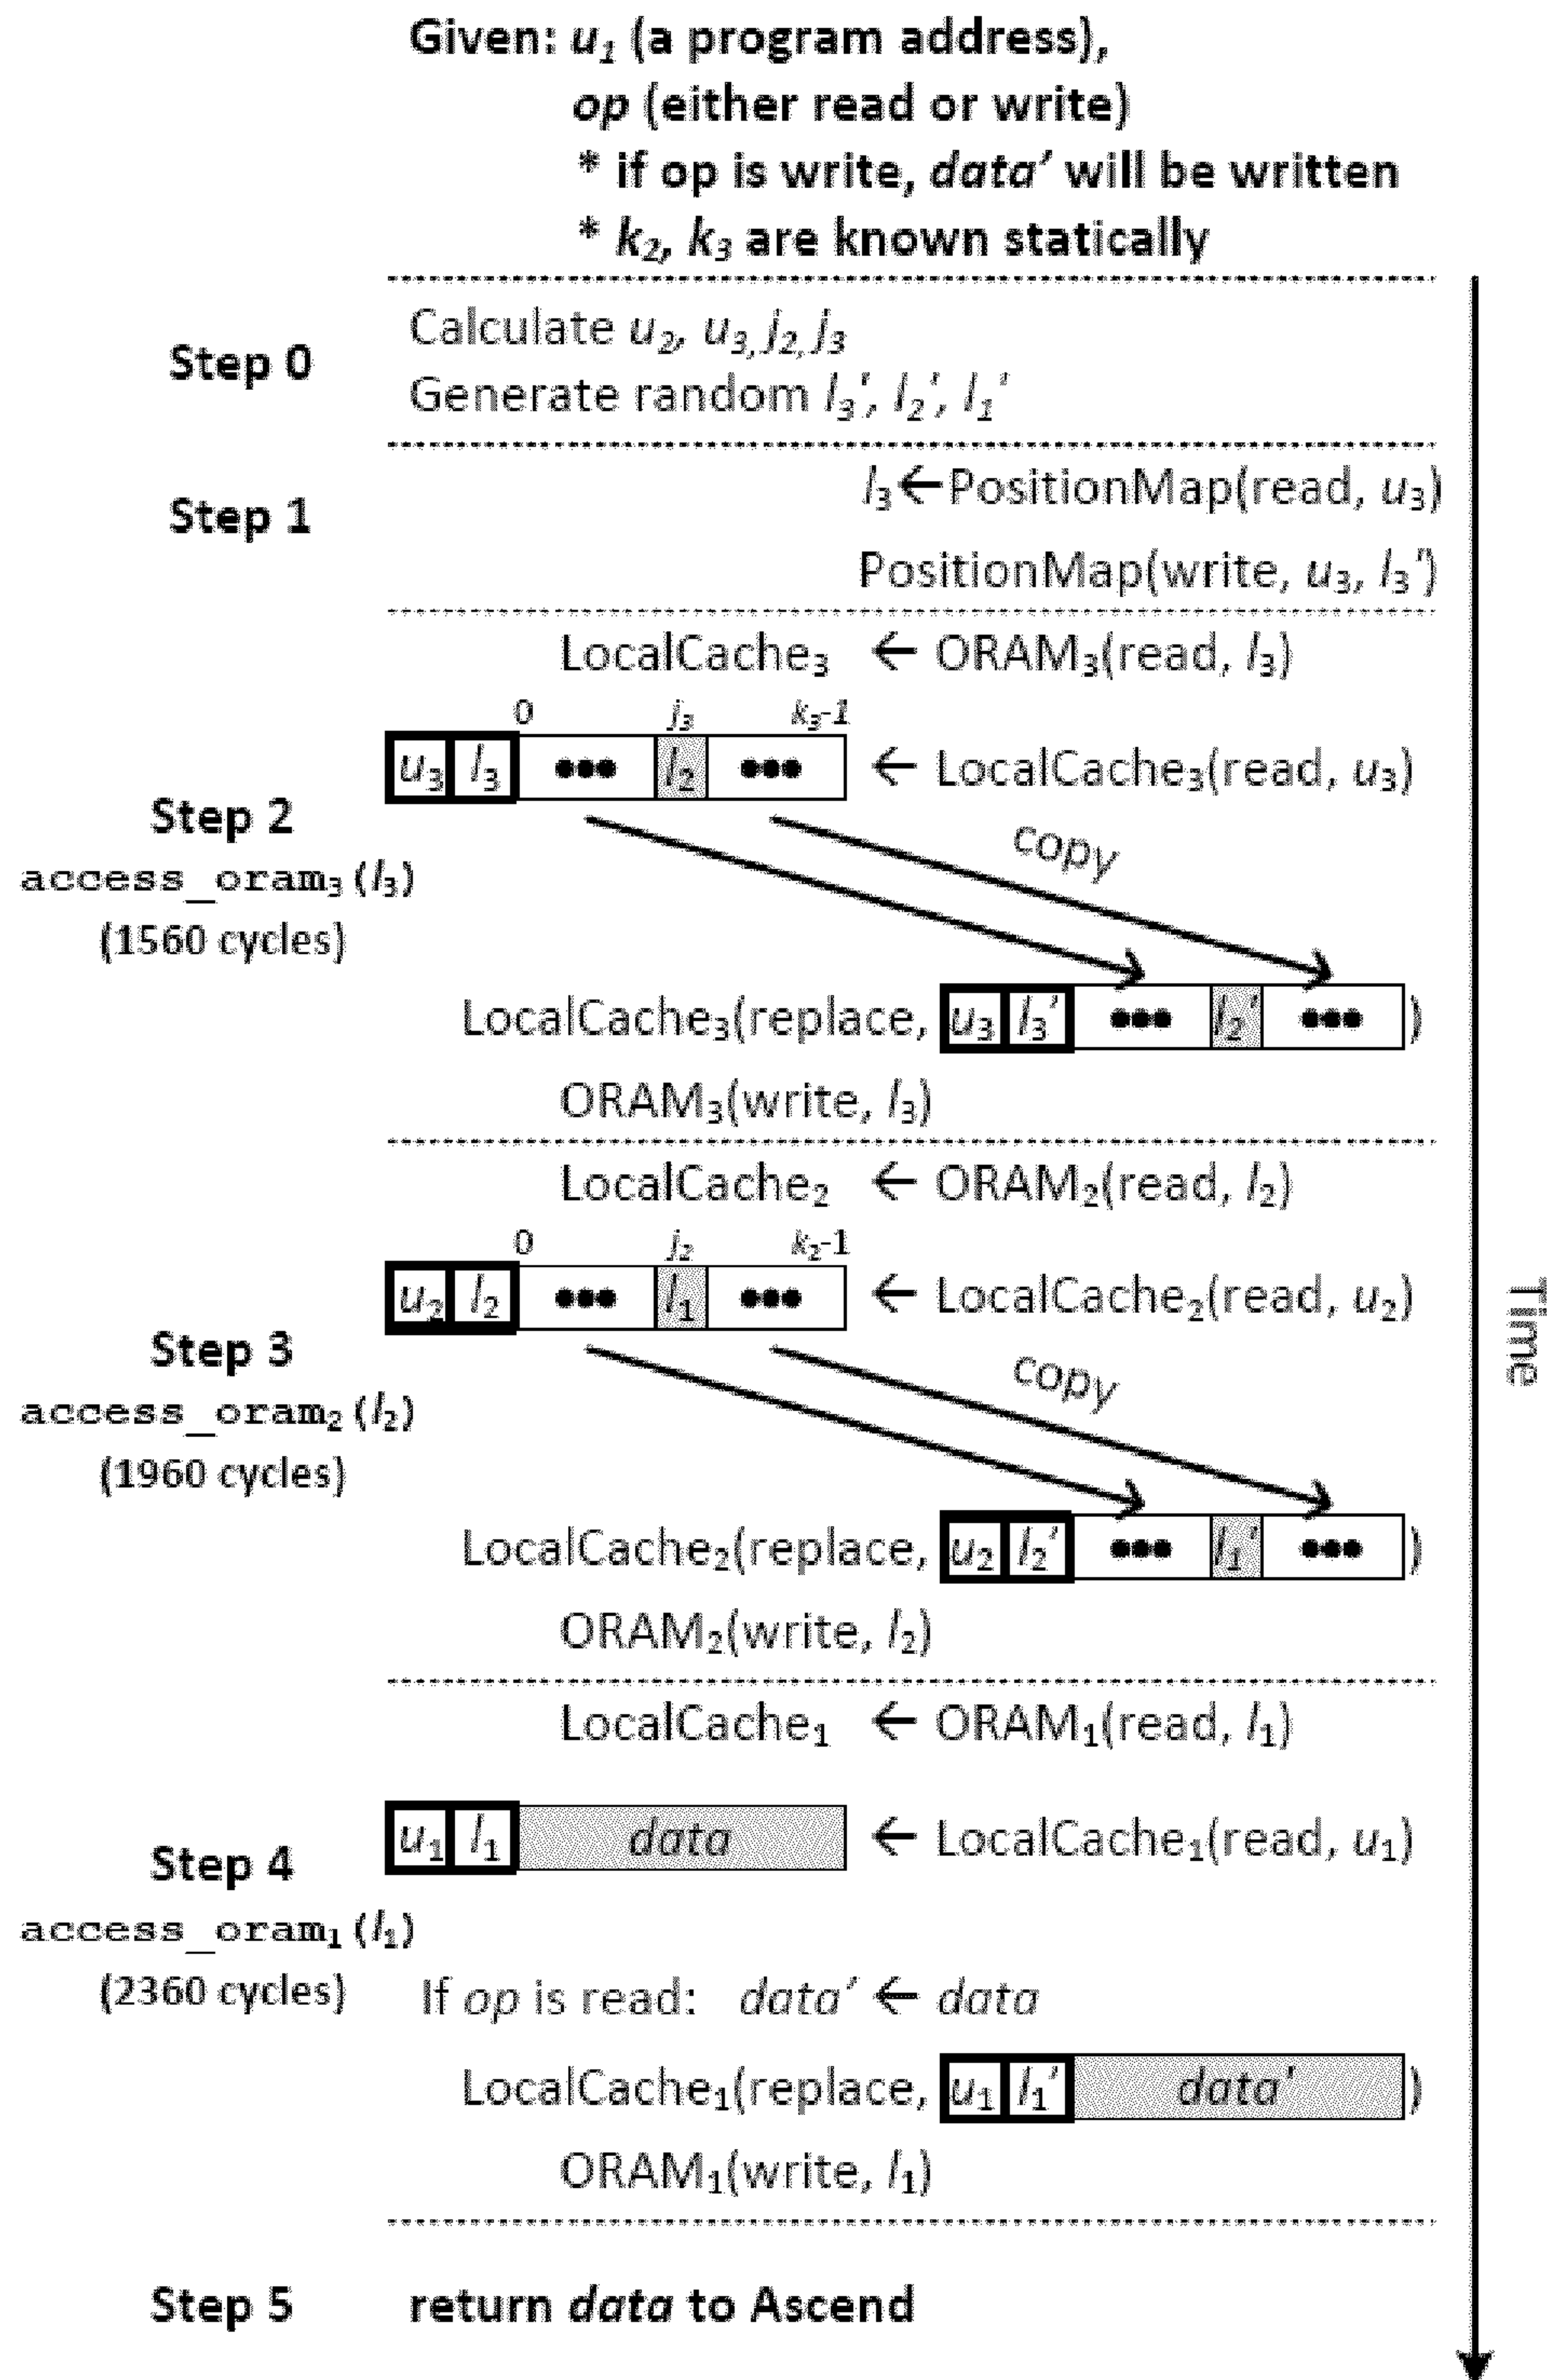 Given: u₁ (a program address),
op (either read or write)
* if op is write, data' will be written
* k₂, k₃ are known statically
Step 0
Calculate u₂, u₃, j₂, j₃
Generate random l₃', l₂', l₁'
Step 1
l₃←PositionMap(read, u₃)
PositionMap(write, u₃, l₃')
LocalCache₃ ← ORAM₃(read, l₃)
0 j₃ k₃-1
u₃ l₃ ●●● l₂ ●●● ← LocalCache₃(read, u₃)
Step 2
access_oram₃(l₃)
(1560 cycles)
copy
LocalCache₃(replace, u₃ l₃' ●●● l₂' ●●● )
ORAM₃(write, l₃)
LocalCache₂ ← ORAM₂(read, l₂)
0 j₂ k₂-1
u₂ l₂ ●●● l₁ ●●● ← LocalCache₂(read, u₂)
Step 3
access_oram₂(l₂)
(1960 cycles)
copy
LocalCache₂(replace, u₂ l₂' ●●● l₁' ●●● )
ORAM₂(write, l₂)
LocalCache₁ ← ORAM₁(read, l₁)
u₁ l₁ data ← LocalCache₁(read, u₁)
Step 4
access_oram₁(l₁)
(2360 cycles)
If op is read: data' ← data
LocalCache₁(replace, u₁ l₁' data' )
ORAM₁(write, l₁)
Step 5
return data to Ascend
Time